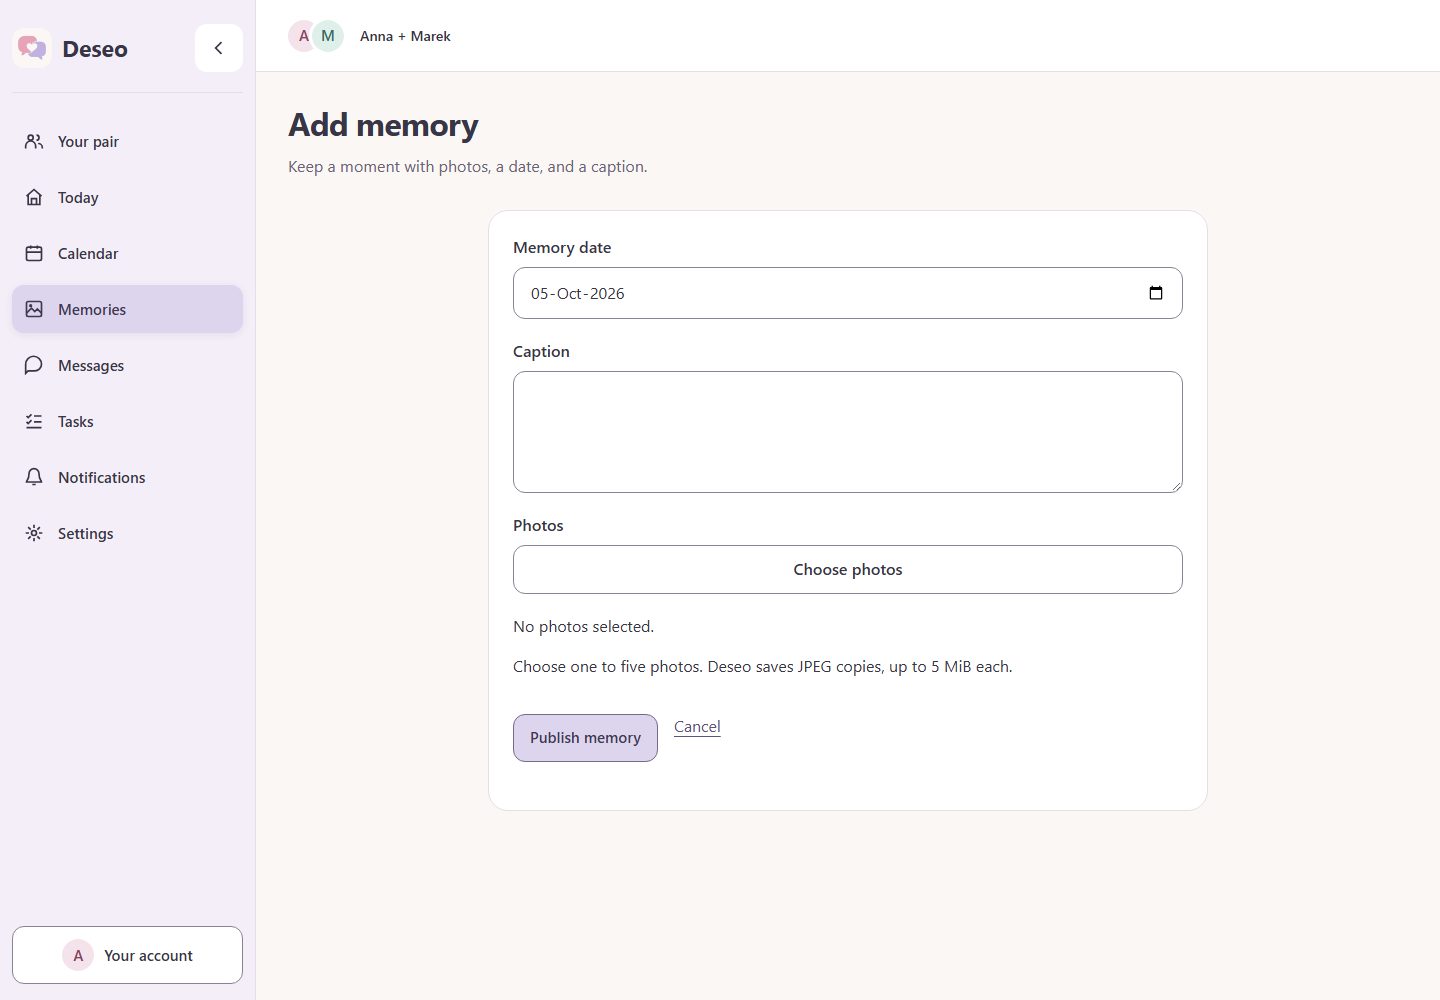 Deseo
Your pair
Today
Calendar
Memories
Messages
Tasks
Notifications
Settings
A Your account
A M Anna + Marek
Add memory
Keep a moment with photos, a date, and a caption.
Memory date
05-Oct-2026
Caption
Photos
Choose photos
No photos selected.
Choose one to five photos. Deseo saves JPEG copies, up to 5 MiB each.
Publish memory Cancel